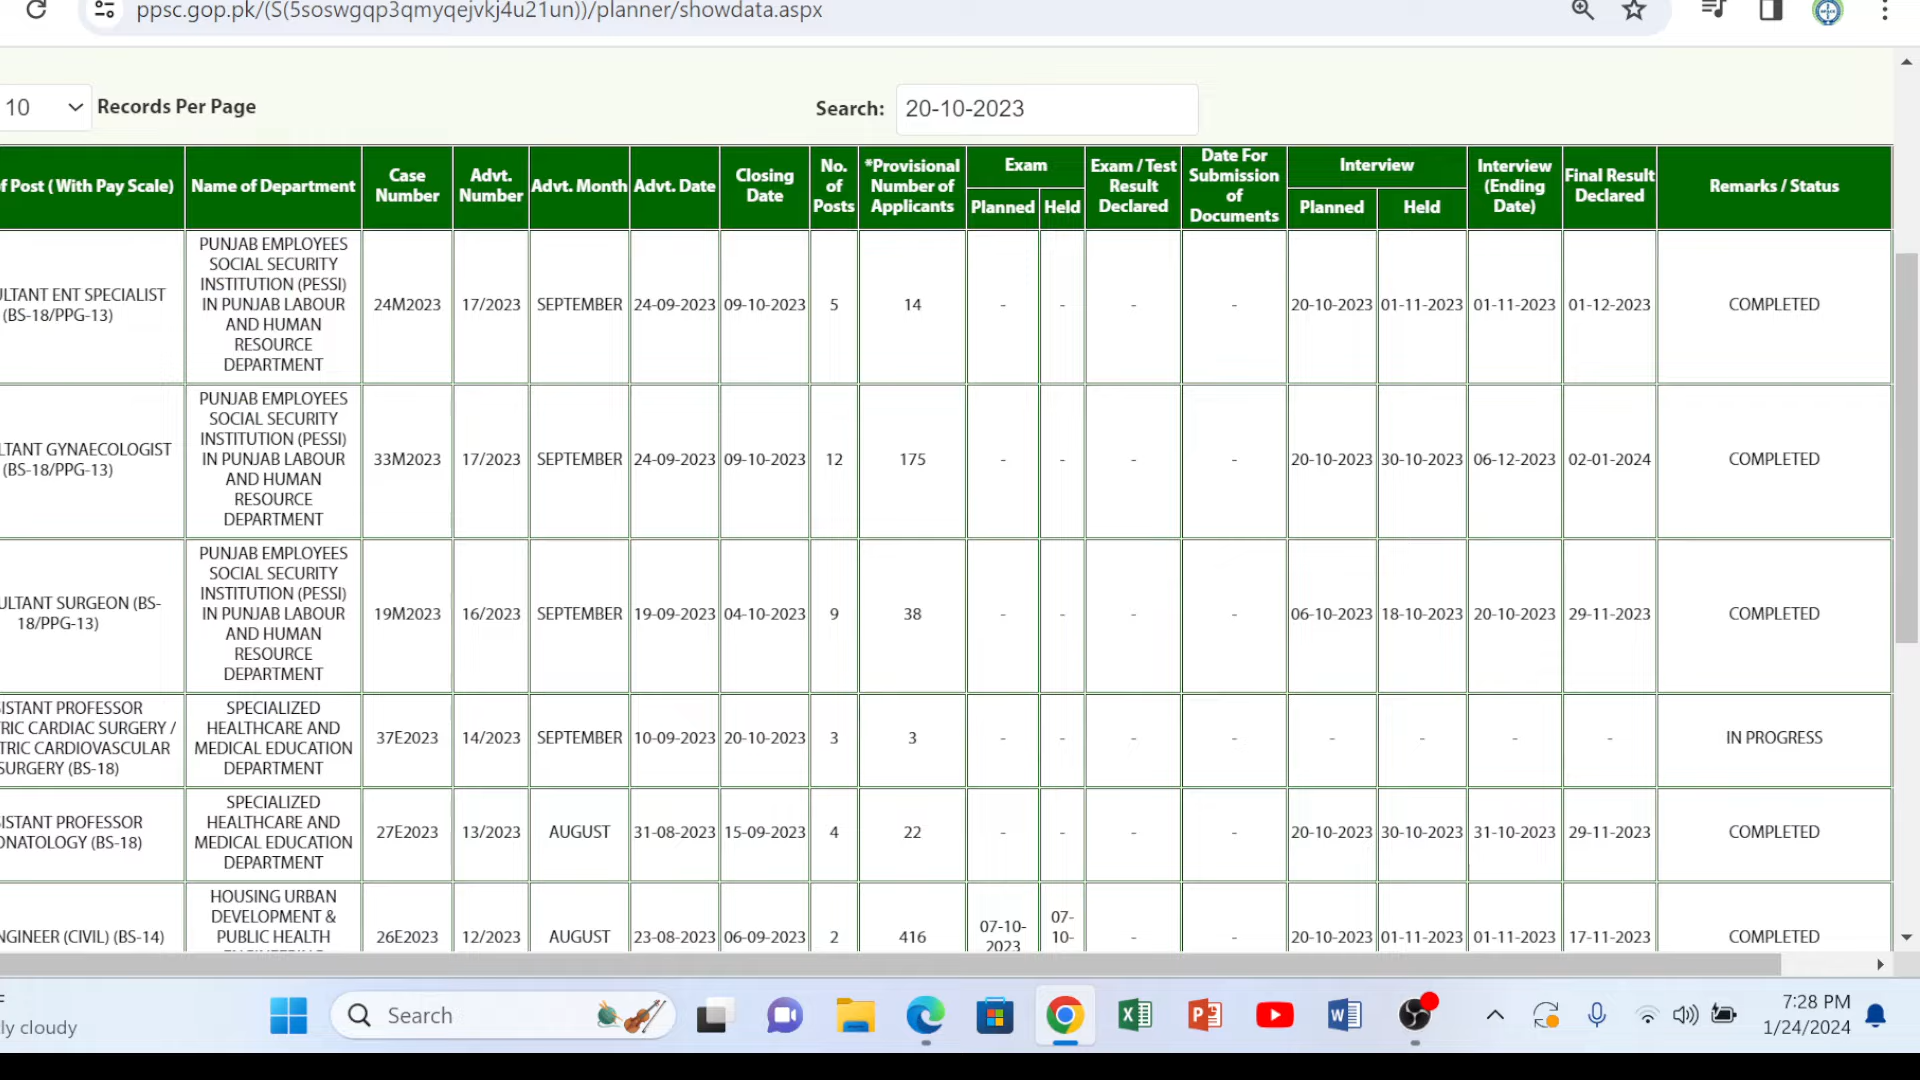 ppsc.gop.pk/(S(5soswgqp3qmyqejvkj4u21un))/planner/showdata.aspx
10 Records Per Page Search: 20-10-2023
f Post ( With Pay Scale) Name of Department Case Number Advt. Number Advt. Month Advt. Date Closing Date No. of Posts *Provisional Number of Applicants Exam Planned Held Exam / Test Result Declared Date For Submission of Documents Interview Planned Held Interview (Ending Date) Final Result Declared Remarks / Status
ULTANT ENT SPECIALIST (BS-18/PPG-13) PUNJAB EMPLOYEES SOCIAL SECURITY INSTITUTION (PESSI) IN PUNJAB LABOUR AND HUMAN RESOURCE DEPARTMENT 24M2023 17/2023 SEPTEMBER 24-09-2023 09-10-2023 5 14 - - - - 20-10-2023 01-11-2023 01-11-2023 01-12-2023 COMPLETED
LTANT GYNAECOLOGIST (BS-18/PPG-13) PUNJAB EMPLOYEES SOCIAL SECURITY INSTITUTION (PESSI) IN PUNJAB LABOUR AND HUMAN RESOURCE DEPARTMENT 33M2023 17/2023 SEPTEMBER 24-09-2023 09-10-2023 12 175 - - - - 20-10-2023 30-10-2023 06-12-2023 02-01-2024 COMPLETED
ULTANT SURGEON (BS-18/PPG-13) PUNJAB EMPLOYEES SOCIAL SECURITY INSTITUTION (PESSI) IN PUNJAB LABOUR AND HUMAN RESOURCE DEPARTMENT 19M2023 16/2023 SEPTEMBER 19-09-2023 04-10-2023 9 38 - - - - 06-10-2023 18-10-2023 20-10-2023 29-11-2023 COMPLETED
SISTANT PROFESSOR TRIC CARDIAC SURGERY / TRIC CARDIOVASCULAR SURGERY (BS-18) SPECIALIZED HEALTHCARE AND MEDICAL EDUCATION DEPARTMENT 37E2023 14/2023 SEPTEMBER 10-09-2023 20-10-2023 3 3 - - - - - - - - IN PROGRESS
SISTANT PROFESSOR ONATOLOGY (BS-18) SPECIALIZED HEALTHCARE AND MEDICAL EDUCATION DEPARTMENT 27E2023 13/2023 AUGUST 31-08-2023 15-09-2023 4 22 - - - - 20-10-2023 30-10-2023 31-10-2023 29-11-2023 COMPLETED
NGINEER (CIVIL) (BS-14) HOUSING URBAN DEVELOPMENT & PUBLIC HEALTH 26E2023 12/2023 AUGUST 23-08-2023 06-09-2023 2 416 07-10-2023 07-10- - - 20-10-2023 01-11-2023 01-11-2023 17-11-2023 COMPLETED
ly cloudy Search 7:28 PM
1/24/2024